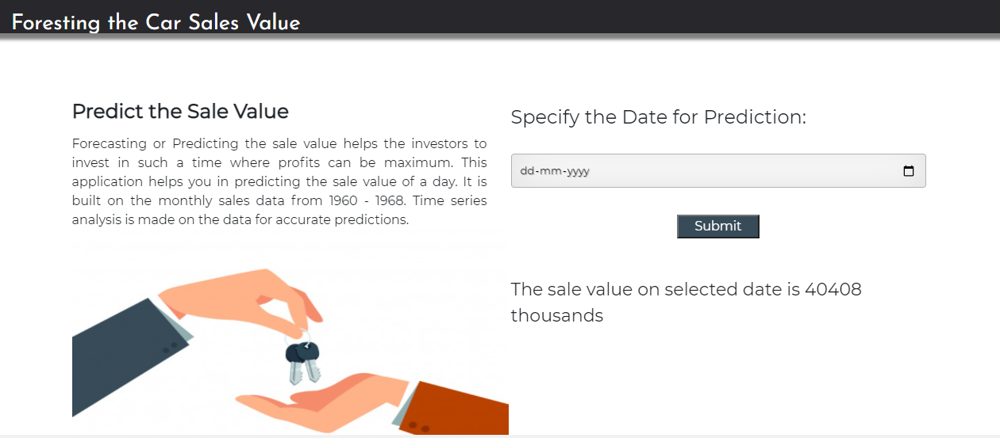 Foresting the Car Sales Value
Predict the Sale Value
Forecasting or Predicting the sale value helps the investors to
invest in such a time where profits can be maximum. This
application helps you in predicting the sale value of a day. It is
built on the monthly sales data from 1960 - 1968. Time series
analysis is made on the data for accurate predictions.
Specify the Date for Prediction:
dd-mm-yyyy
Submit
The sale value on selected date is 40408
thousands